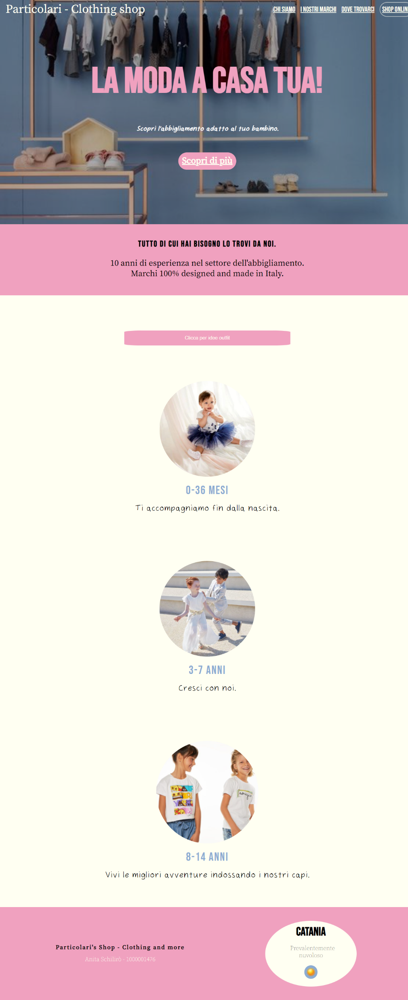 Particolari - Clothing shop
CHI SIAMO I NOSTRI MARCHI DOVE TROVARCI SHOP ONLIN
LA MODA A CASA TUA!
Scopri l'abbigliamento adatto al tuo bambino.
Scopri di più
TUTTO DI CUI HAI BISOGNO LO TROVI DA NOI.
10 anni di esperienza nel settore dell'abbigliamento.
Marchi 100% designed and made in Italy.
Clicca per idee outfit
0-36 MESI
Ti accompagniamo fin dalla nascita.
3-7 ANNI
Cresci con noi.
emoji
8-14 ANNI
Vivi le migliori avventure indossando i nostri capi.
CATANIA
Prevalentemente
nuvoloso
Particolari's Shop - Clothing and more
Anita Schilirò - 1000001476